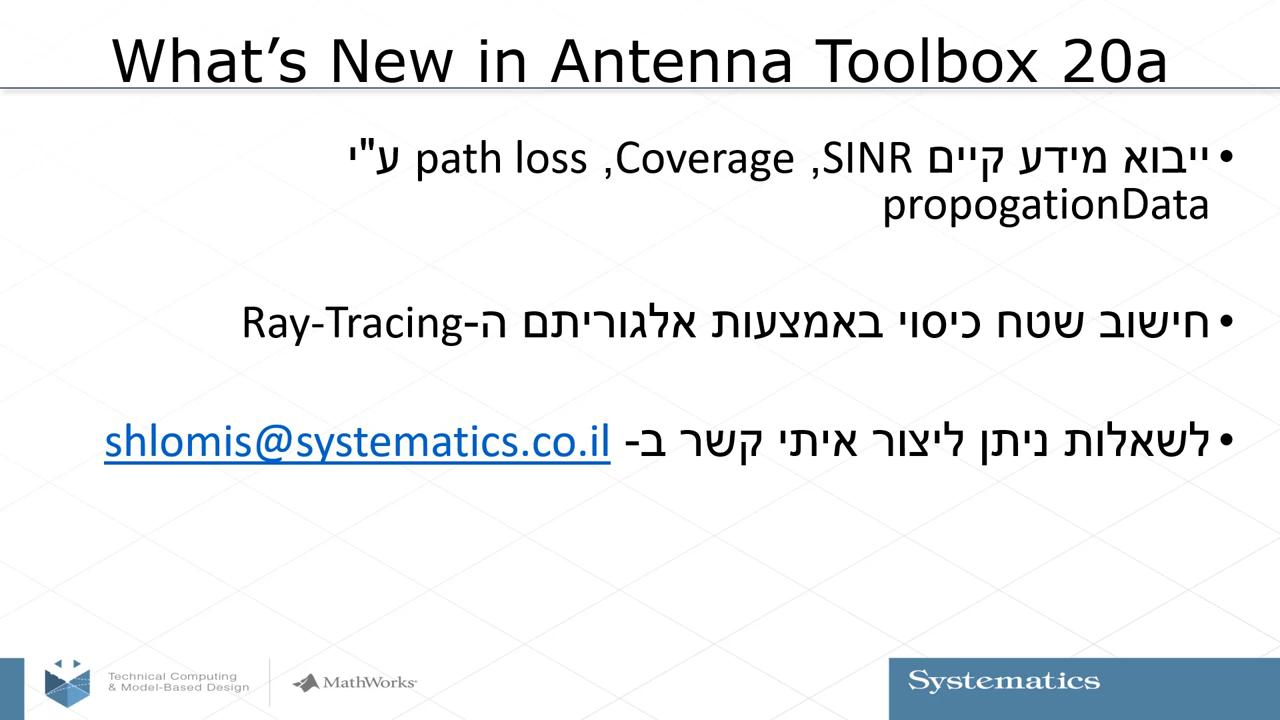 What's New in Antenna Toolbox 20a
• ייבוא מידע קיים SINR, Coverage, path loss ע"י
propogationData
• חישוב שטח כיסוי באמצעות אלגוריתם ה-Ray-Tracing
• לשאלות ניתן ליצור איתי קשר ב- shlomis@systematics.co.il
Technical Computing
& Model-Based Design
MathWorks
Systematics